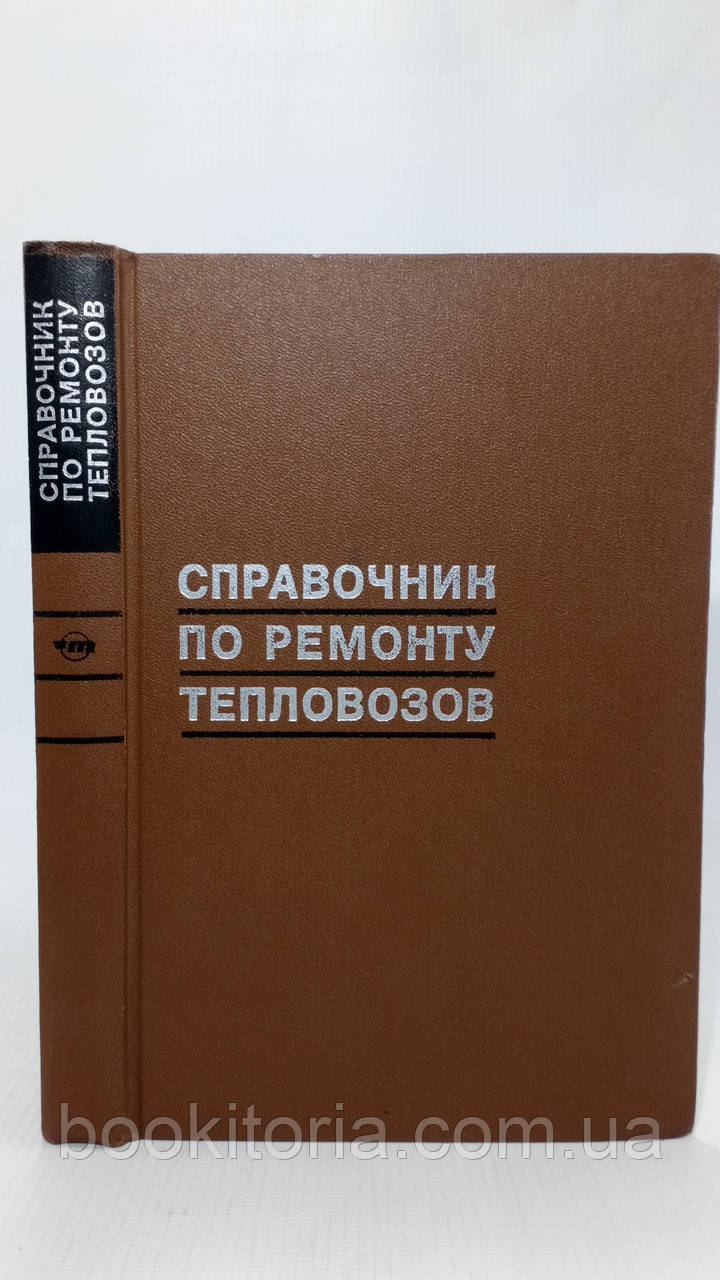 СПРАВОЧНИК
ПО РЕМОНТУ
ТЕПЛОВОЗОВ
СПРАВОЧНИК
ПО РЕМОНТУ
ТЕПЛОВОЗОВ
bookitoria.com.ua